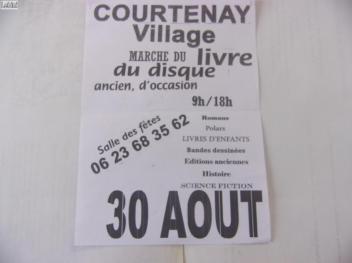 COURTENAY
Village
MARCHE DU livre
du disque
ancien, d'occasion
9h/18h
Salle des fêtes
06 23 68 35 62
Romans
Polars
LIVRES D'ENFANTS
Bandes dessinées
Editions anciennes
Histoire
SCIENCE FICTION
30 AOUT